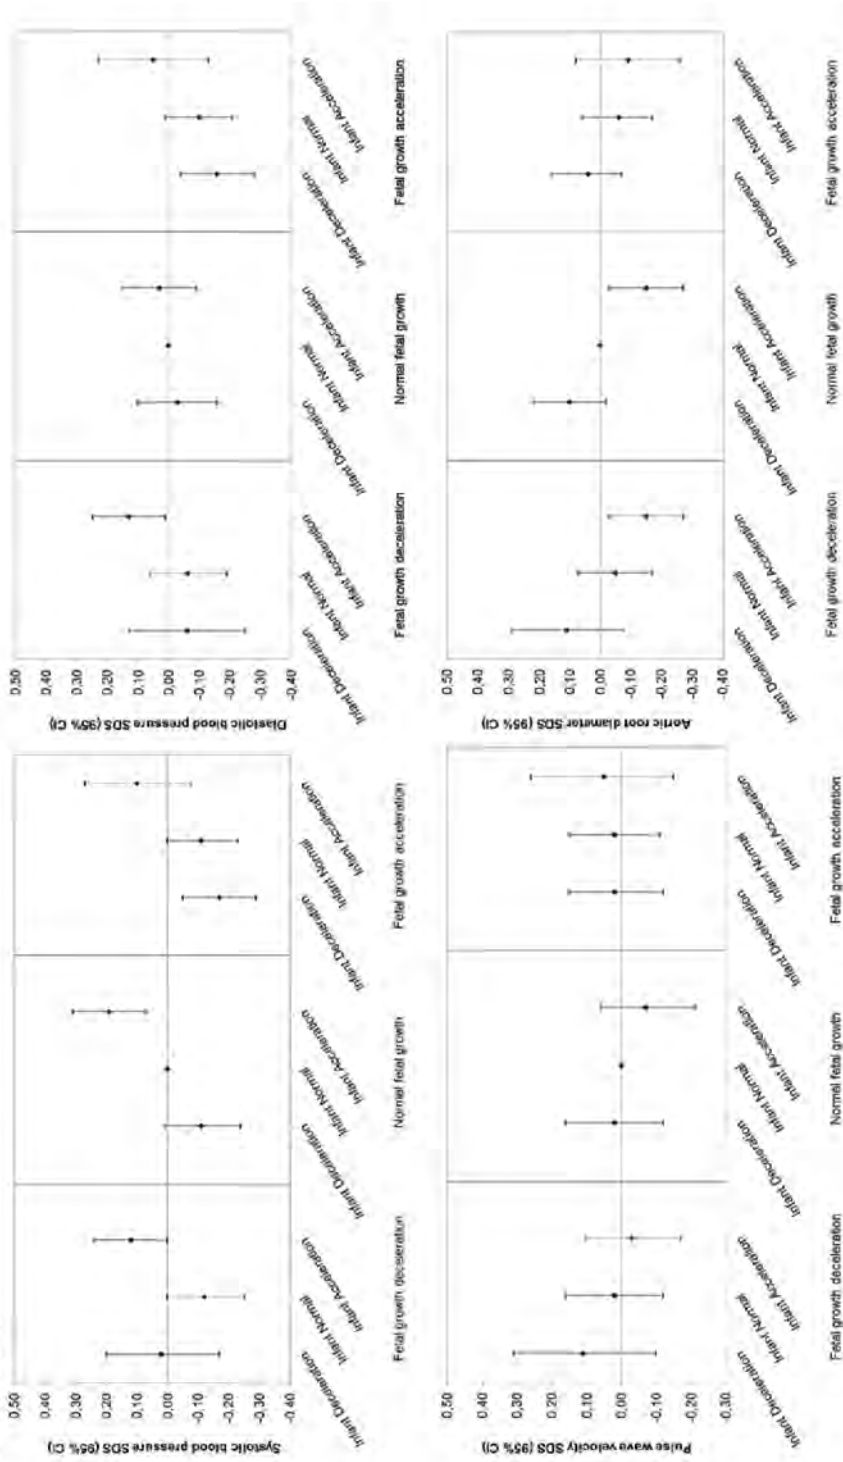 Systolic blood pressure SDS (95% CI)
0,50
0,40
0,30
0,20
0,10
0,00
-0,10
-0,20
-0,30
-0,40
Infant Deceleration
Infant Normal
Infant Acceleration
Infant Deceleration
Infant Normal
Infant Acceleration
Infant Deceleration
Infant Normal
Infant Acceleration
Fetal growth deceleration
Normal fetal growth
Fetal growth acceleration
Diastolic blood pressure SDS (95% CI)
0,50
0,40
0,30
0,20
0,10
0,00
-0,10
-0,20
-0,30
-0,40
Infant Deceleration
Infant Normal
Infant Acceleration
Infant Deceleration
Infant Normal
Infant Acceleration
Infant Deceleration
Infant Normal
Infant Acceleration
Fetal growth deceleration
Normal fetal growth
Fetal growth acceleration
Pulse wave velocity SDS (95% CI)
0,50
0,40
0,30
0,20
0,10
0,00
-0,10
-0,20
-0,30
Infant Deceleration
Infant Normal
Infant Acceleration
Infant Deceleration
Infant Normal
Infant Acceleration
Infant Deceleration
Infant Normal
Infant Acceleration
Fetal growth deceleration
Normal fetal growth
Fetal growth acceleration
Aortic root diameter SDS (95% CI)
0,50
0,40
0,30
0,20
0,10
0,00
-0,10
-0,20
-0,30
-0,40
Infant Deceleration
Infant Normal
Infant Acceleration
Infant Deceleration
Infant Normal
Infant Acceleration
Infant Deceleration
Infant Normal
Infant Acceleration
Fetal growth deceleration
Normal fetal growth
Fetal growth acceleration